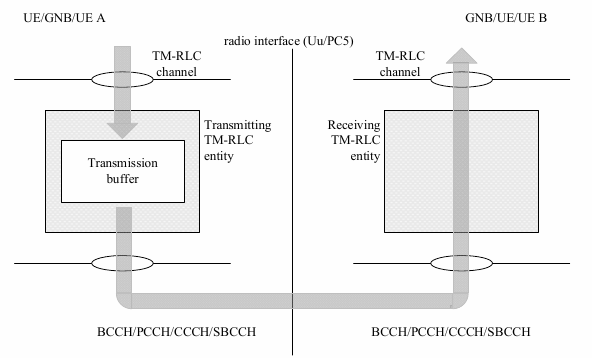 UE/GNB/UE A
GNB/UE/UE B
radio interface (Uu/PC5)
TM-RLC
channel
TM-RLC
channel
Transmitting
TM-RLC
entity
Receiving
TM-RLC
entity
Transmission
buffer
BCCH/PCCH/CCCH/SBCCH
BCCH/PCCH/CCCH/SBCCH